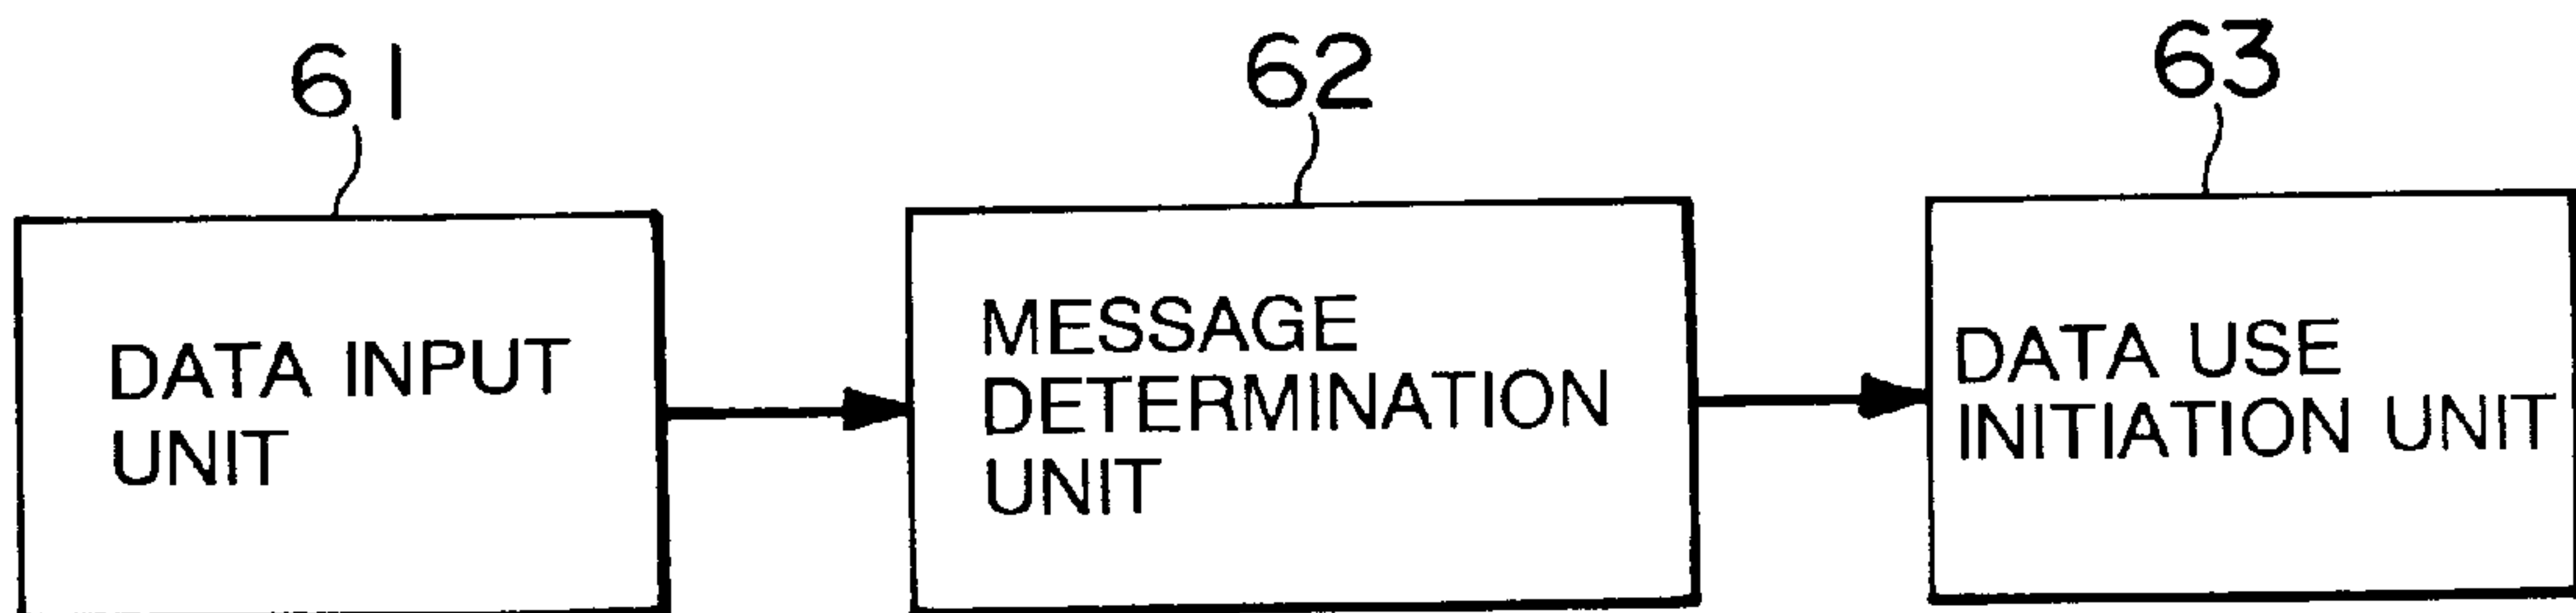 61
62
63
DATA INPUT
UNIT
MESSAGE
DETERMINATION
UNIT
DATA USE
INITIATION UNIT